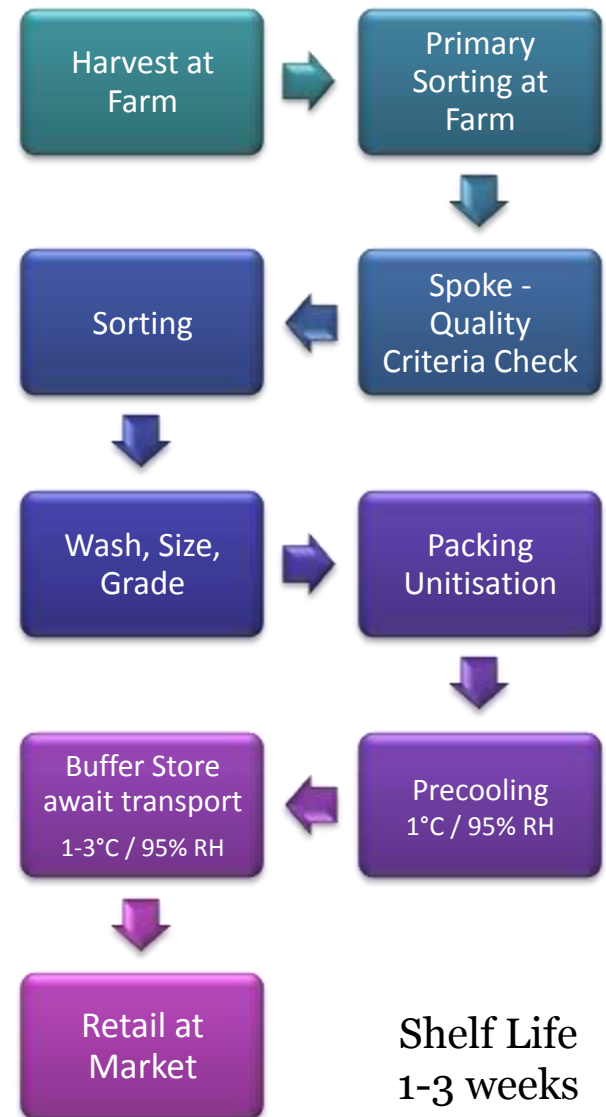 Harvest at
Farm
Primary
Sorting at
Farm
Spoke -
Quality
Criteria Check
Sorting
Wash, Size,
Grade
Packing
Unitisation
Precooling
1°C / 95% RH
Buffer Store
await transport
1-3°C / 95% RH
Retail at
Market
Shelf Life
1-3 weeks